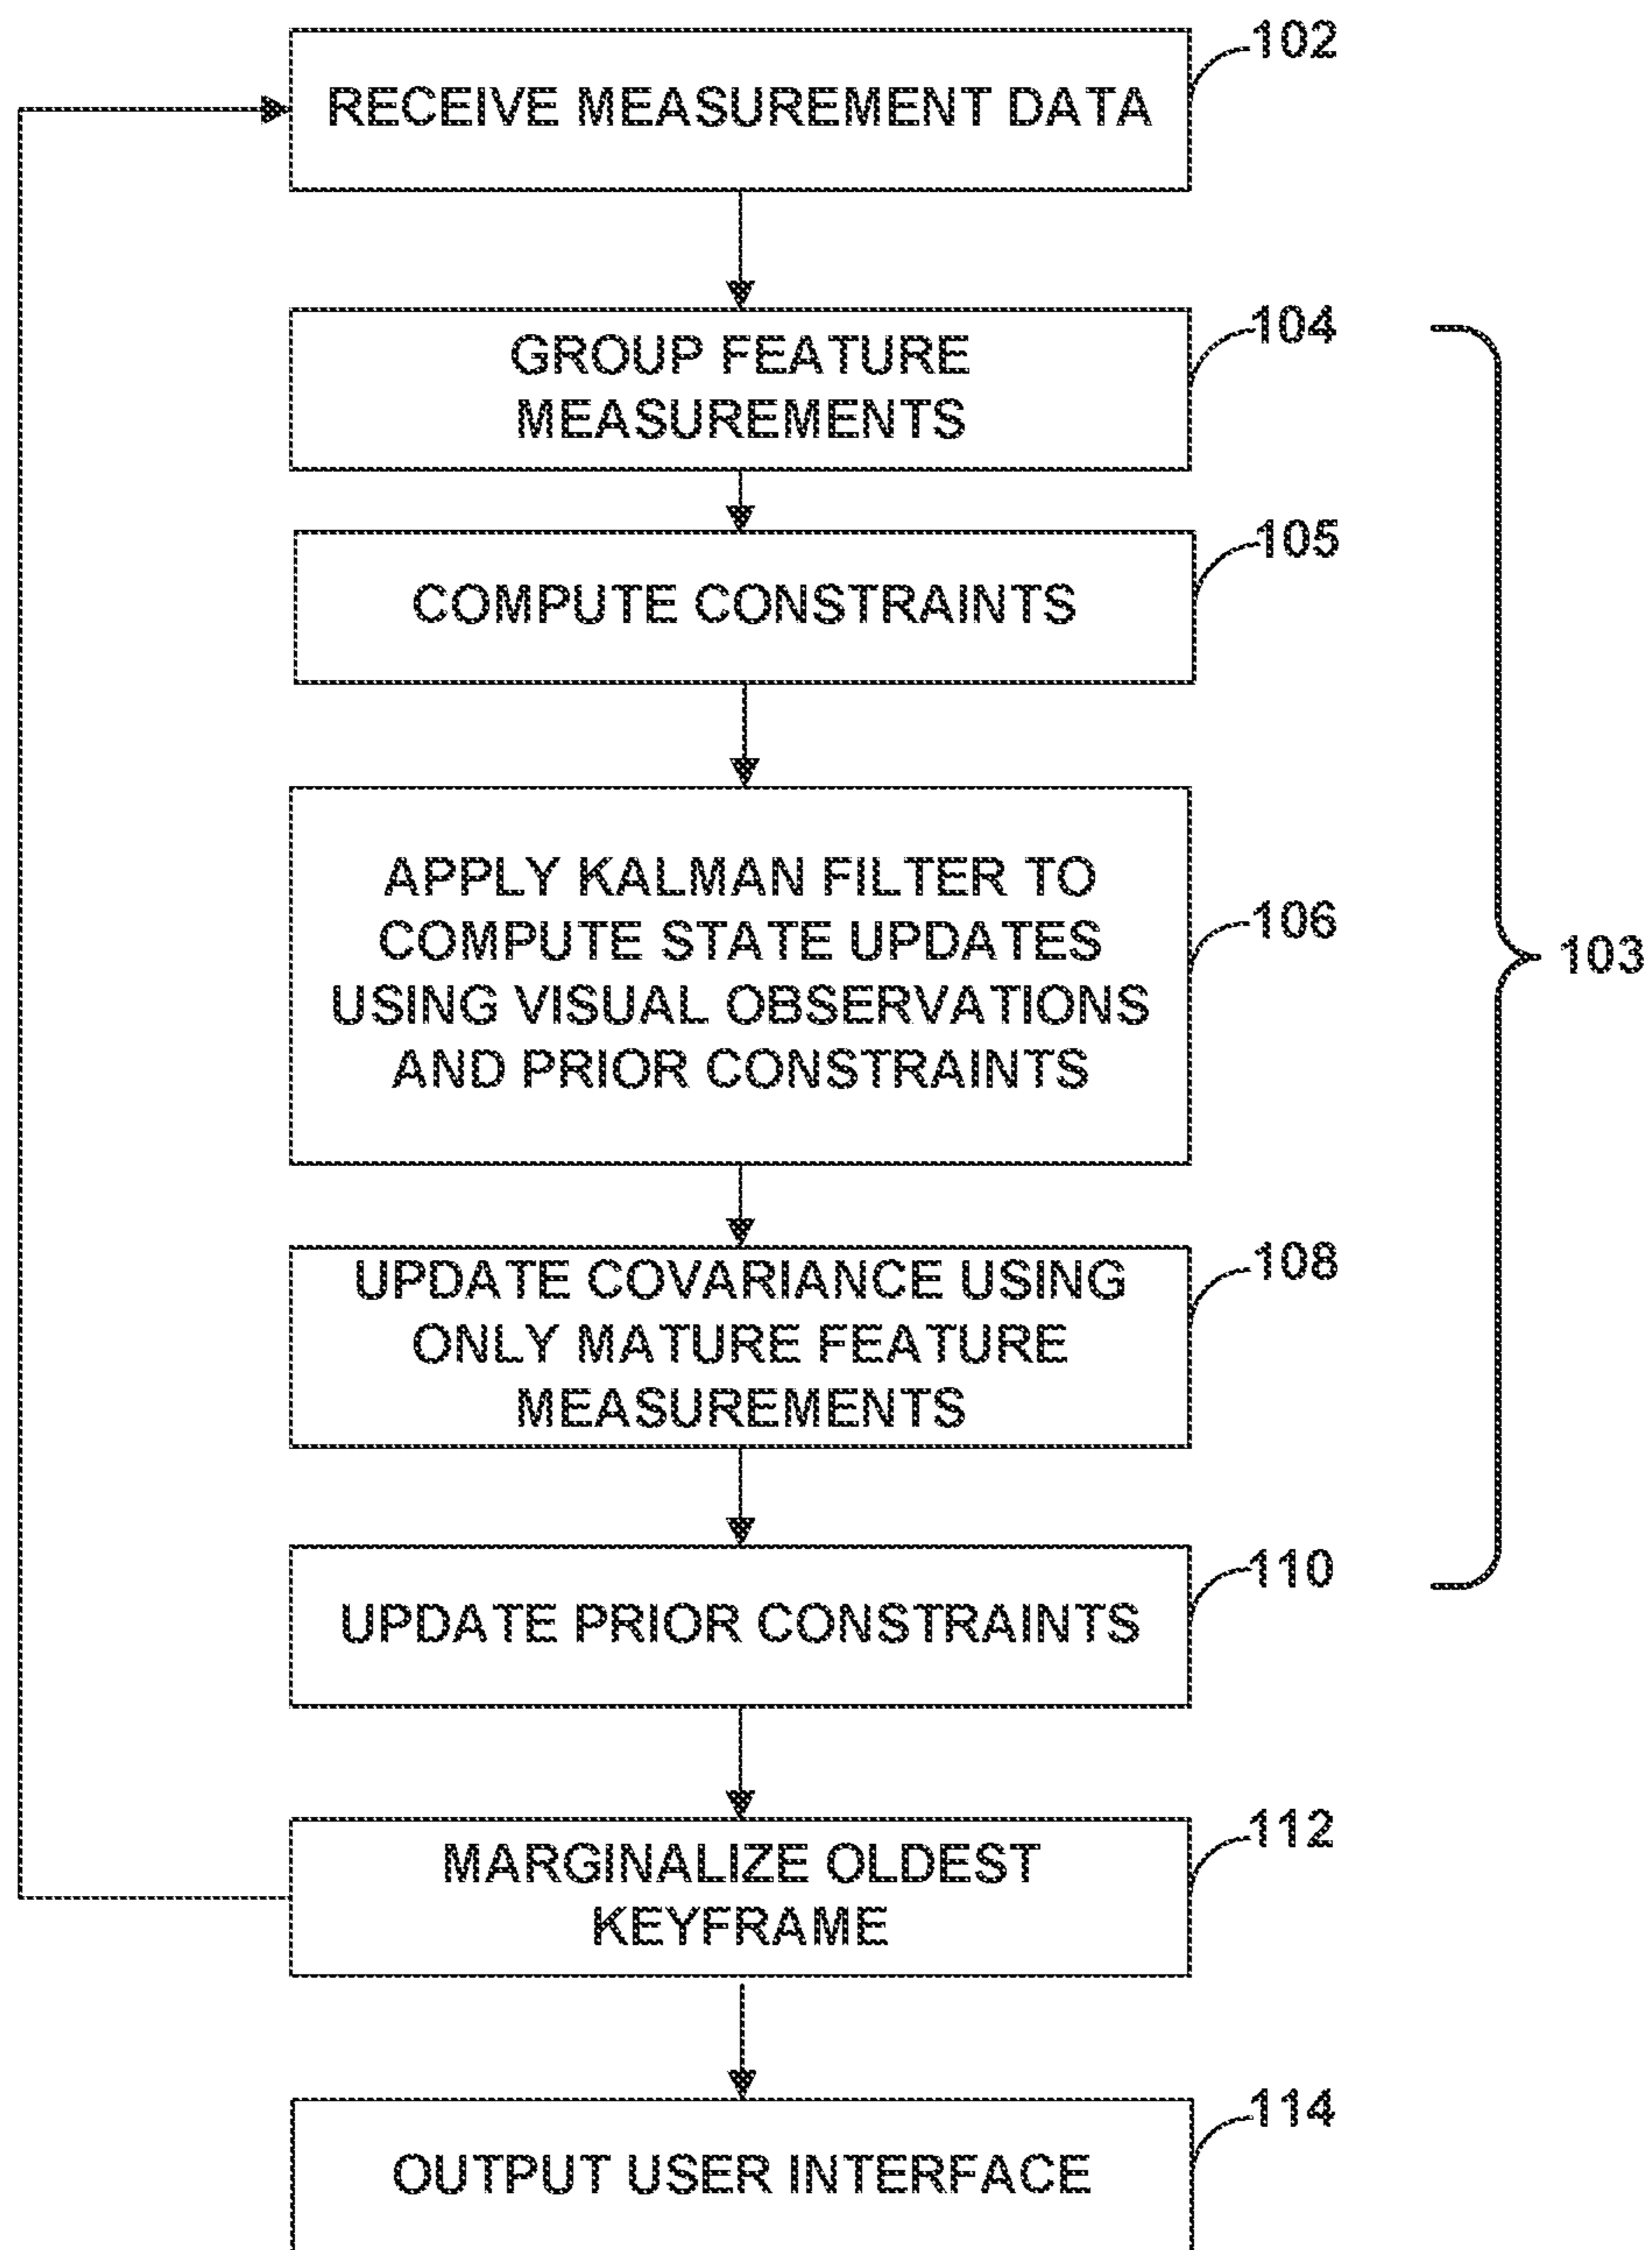 102
RECEIVE MEASUREMENT DATA
104
GROUP FEATURE
MEASUREMENTS
105
COMPUTE CONSTRAINTS
106
APPLY KALMAN FILTER TO
COMPUTE STATE UPDATES
USING VISUAL OBSERVATIONS
AND PRIOR CONSTRAINTS
103
108
UPDATE COVARIANCE USING
ONLY MATURE FEATURE
MEASUREMENTS
110
UPDATE PRIOR CONSTRAINTS
112
MARGINALIZE OLDEST
KEYFRAME
114
OUTPUT USER INTERFACE